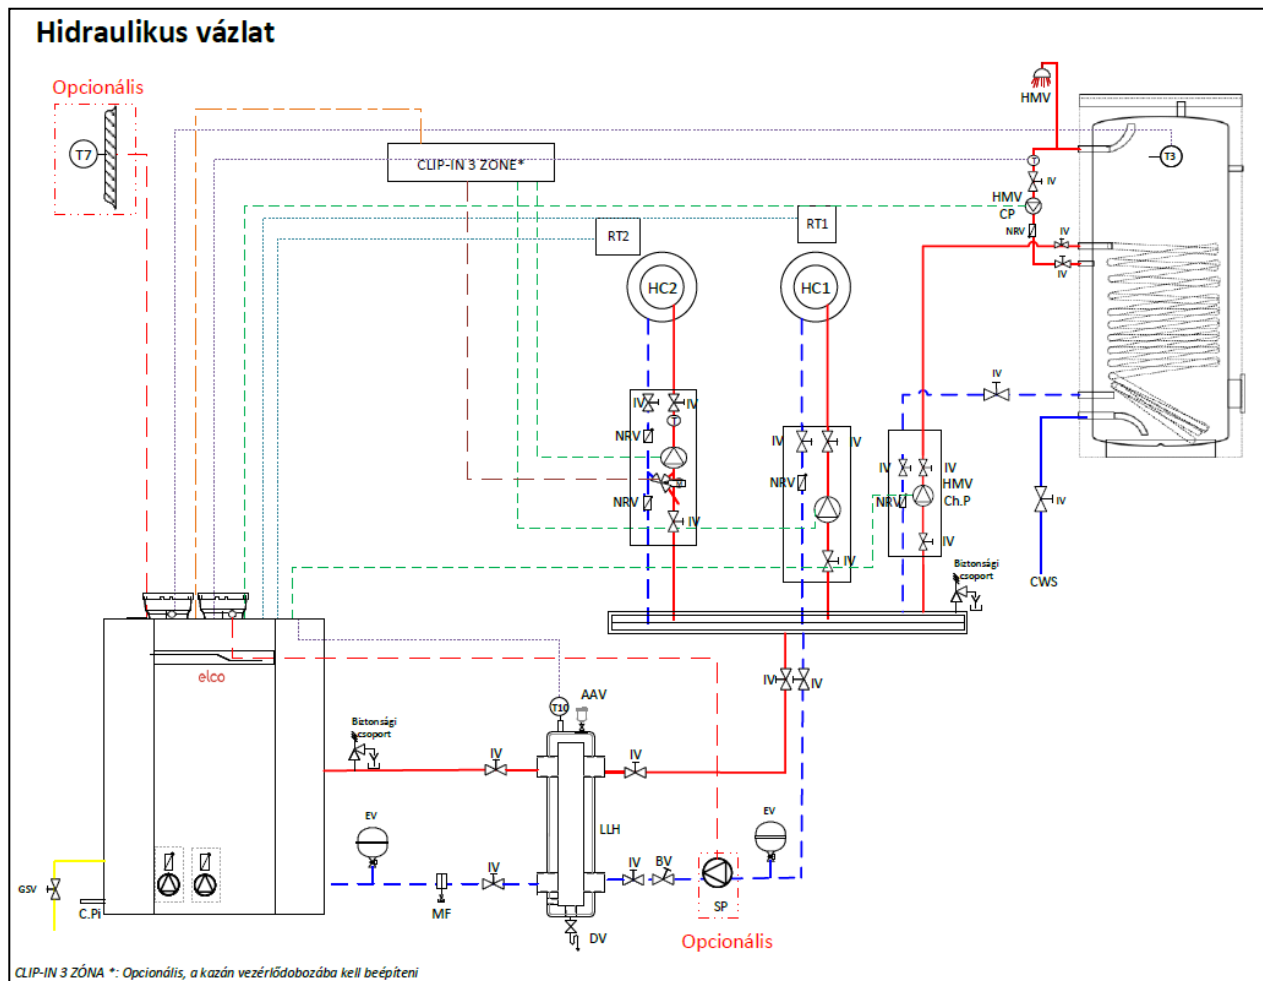 Hidraulikus vázlat
Opcionális
T7
CLIP-IN 3 ZONE*
HMV
T3
T
IV
HMV
CP
NRV
IV
IV
RT2
RT1
HC2
HC1
IV
IV
IV
T
NRV
NRV
IV
IV
IV
NRV
IV
IV
IV
HMV
Ch.P
NRV
IV
IV
CWS
Biztonsági
csoport
elco
T10
AAV
IV
IV
Biztonsági
csoport
IV
IV
EV
LLH
EV
IV
IV
BV
GSV
C.Pi
MF
SP
DV
Opcionális
CLIP-IN 3 ZÓNA *: Opcionális, a kazán vezérlődobozába kell beépíteni